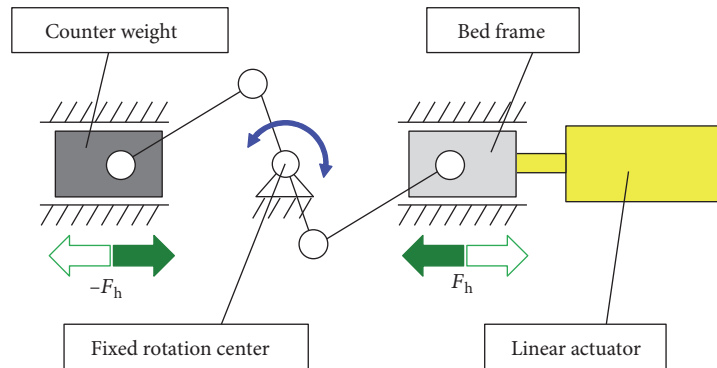 Counter weight
Bed frame
–Fh
Fh
Fixed rotation center
Linear actuator